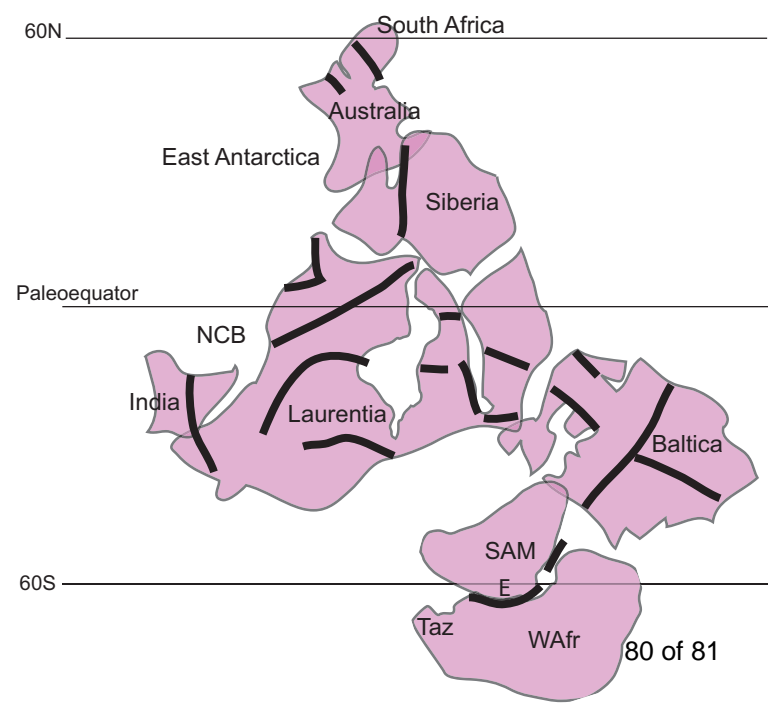 South Africa
60N
Australia
East Antarctica
Siberia
Paleoequator
NCB
India
Laurentia
Baltica
SAM
60S
E
Taz
WAfr
80 of 81